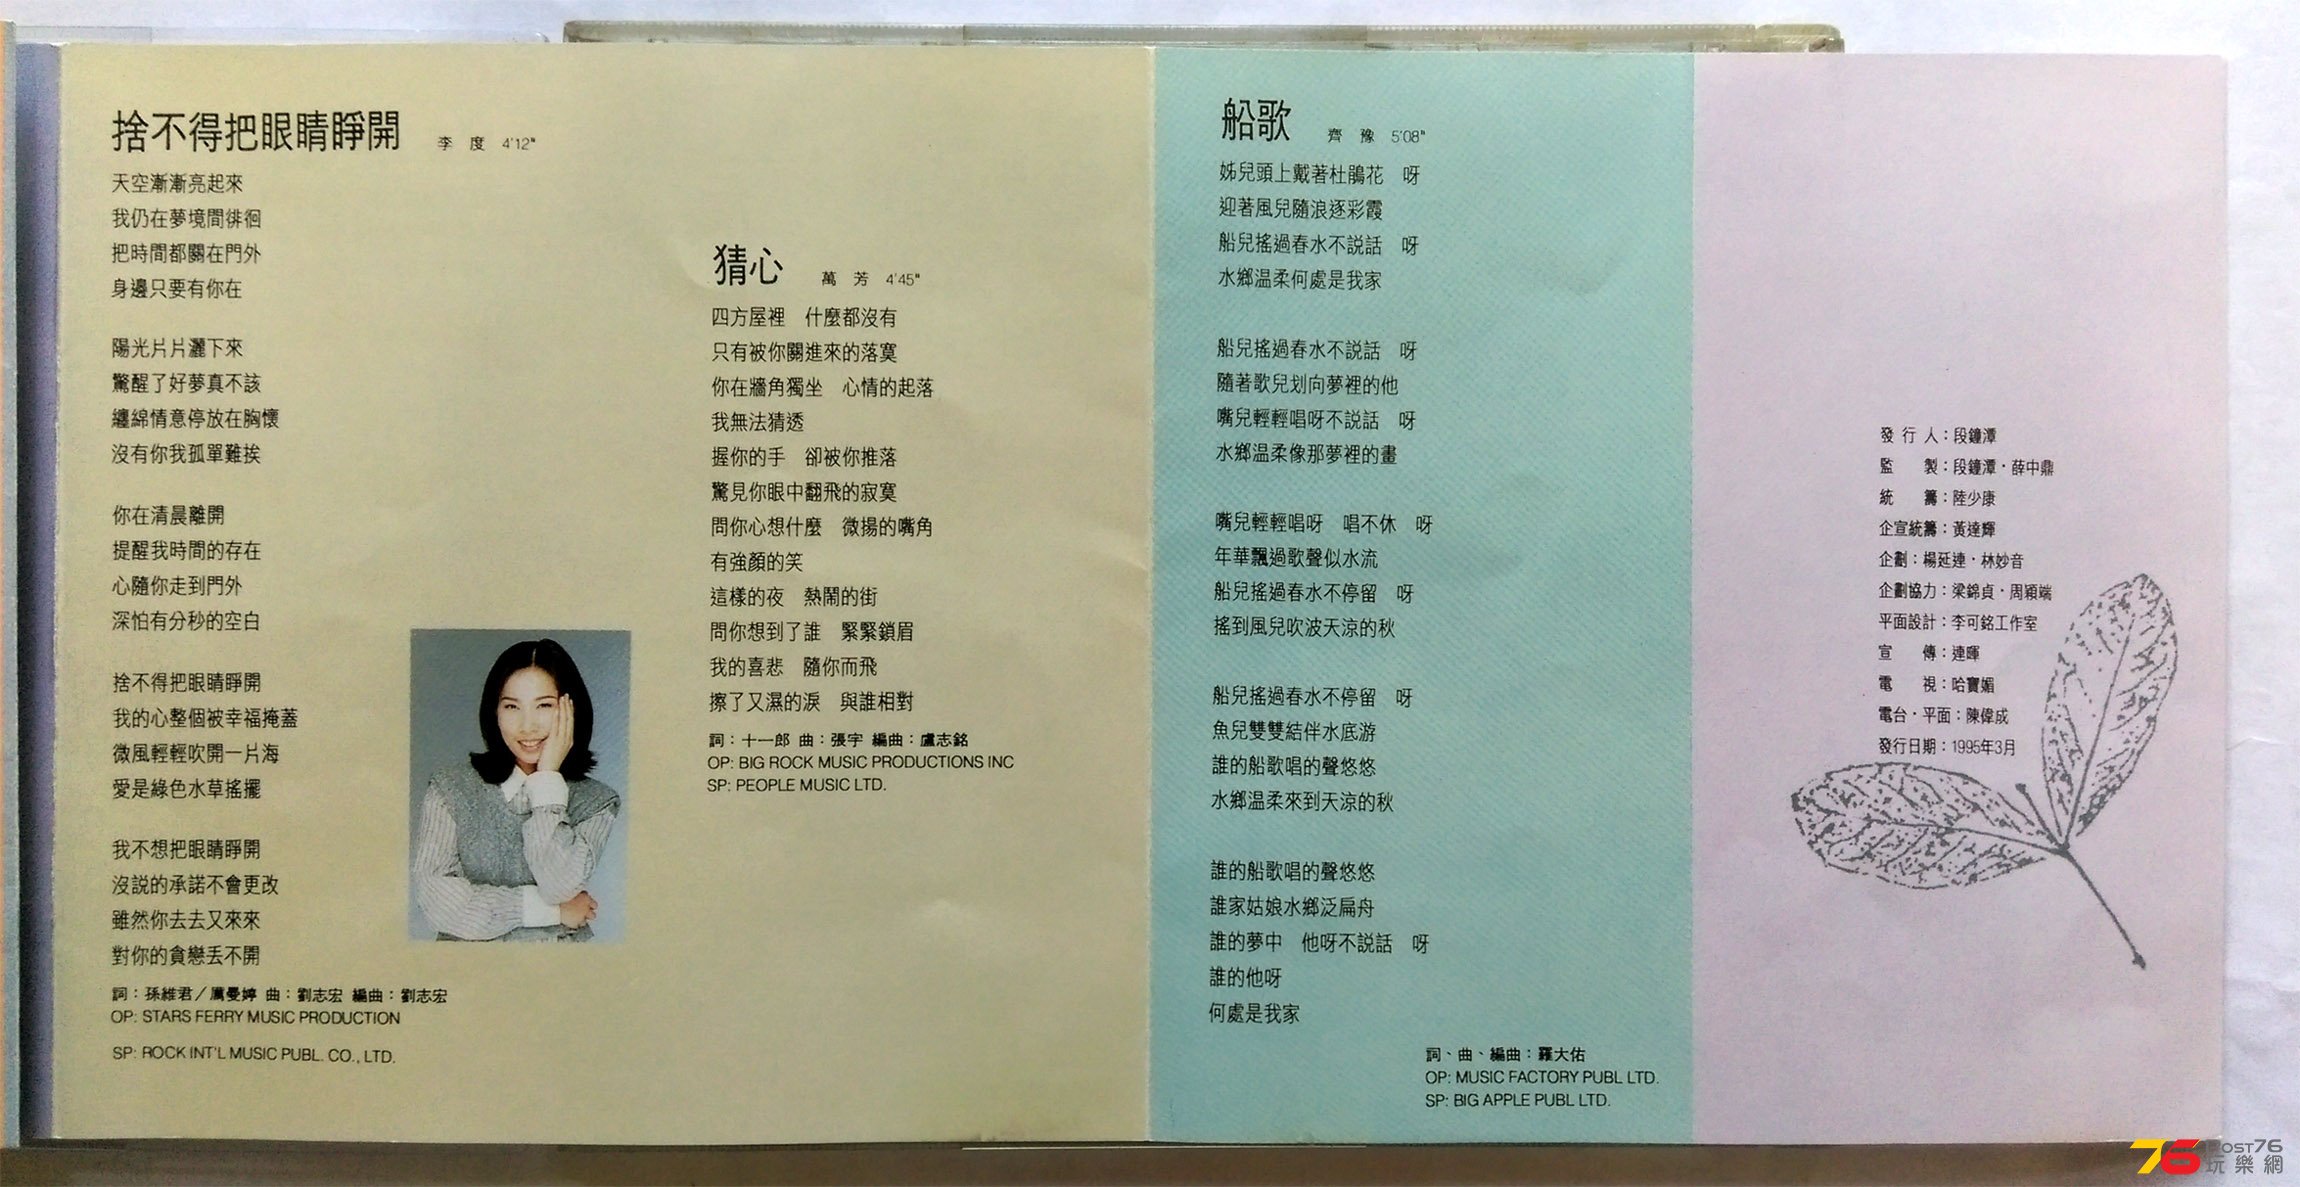 捨不得把眼睛睜開 李度 4'12"
天空漸漸亮起來
我仍在夢境間徘徊
把時間都關在門外
身邊只要有你在
陽光片片灑下來
驚醒了好夢真不該
纏綿情意停放在胸懷
沒有你我孤單難挨
你在清晨離開
提醒我時間的存在
心隨你走到門外
深怕有分秒的空白
捨不得把眼睛睜開
我的心整個被幸福掩蓋
微風輕輕吹開一片海
愛是綠色水草搖擺
我不想把眼睛睜開
沒説的承諾不會更改
雖然你去去又來來
對你的貪戀丟不開
詞：孫維君／厲曼婷 曲：劉志宏 編曲：劉志宏
OP: STARS FERRY MUSIC PRODUCTION
SP: ROCK INT'L MUSIC PUBL. CO., LTD.
猜心 萬芳 4'45"
四方屋裡 什麼都沒有
只有被你關進來的落寞
你在牆角獨坐 心情的起落
我無法猜透
握你的手 卻被你推落
驚見你眼中翻飛的寂寞
問你心想什麼 微揚的嘴角
有強顏的笑
這樣的夜 熱鬧的街
問你想到了誰 緊緊鎖眉
我的喜悲 隨你而飛
擦了又濕的淚 與誰相對
詞：十一郎 曲：張宇 編曲：盧志銘
OP: BIG ROCK MUSIC PRODUCTIONS INC
SP: PEOPLE MUSIC LTD.
船歌 齊豫 5'08"
姊兒頭上戴著杜鵑花 呀
迎著風兒隨浪逐彩霞
船兒搖過春水不説話 呀
水鄉温柔何處是我家
船兒搖過春水不説話 呀
隨著歌兒划向夢裡的他
嘴兒輕輕唱呀不説話 呀
水鄉温柔像那夢裡的畫
嘴兒輕輕唱呀 唱不休 呀
年華飄過歌聲似水流
船兒搖過春水不停留 呀
搖到風兒吹波天涼的秋
船兒搖過春水不停留 呀
魚兒雙雙結伴水底游
誰的船歌唱的聲悠悠
水鄉温柔來到天涼的秋
誰的船歌唱的聲悠悠
誰家姑娘水鄉泛扁舟
誰的夢中 他呀不説話 呀
誰的他呀
何處是我家
詞、曲、編曲：羅大佑
OP: MUSIC FACTORY PUBL LTD.
SP: BIG APPLE PUBL LTD.
發行人：段鐘潭
監製：段鐘潭・薛中鼎
統籌：陸少康
企宣統籌：黃達輝
企劃：楊延連・林妙音
企劃協力：梁錦貞・周穎端
平面設計：李可銘工作室
宣傳：連暉
電視：哈寶媚
電台・平面：陳偉成
發行日期：1995年3月
76 POST76
玩樂網